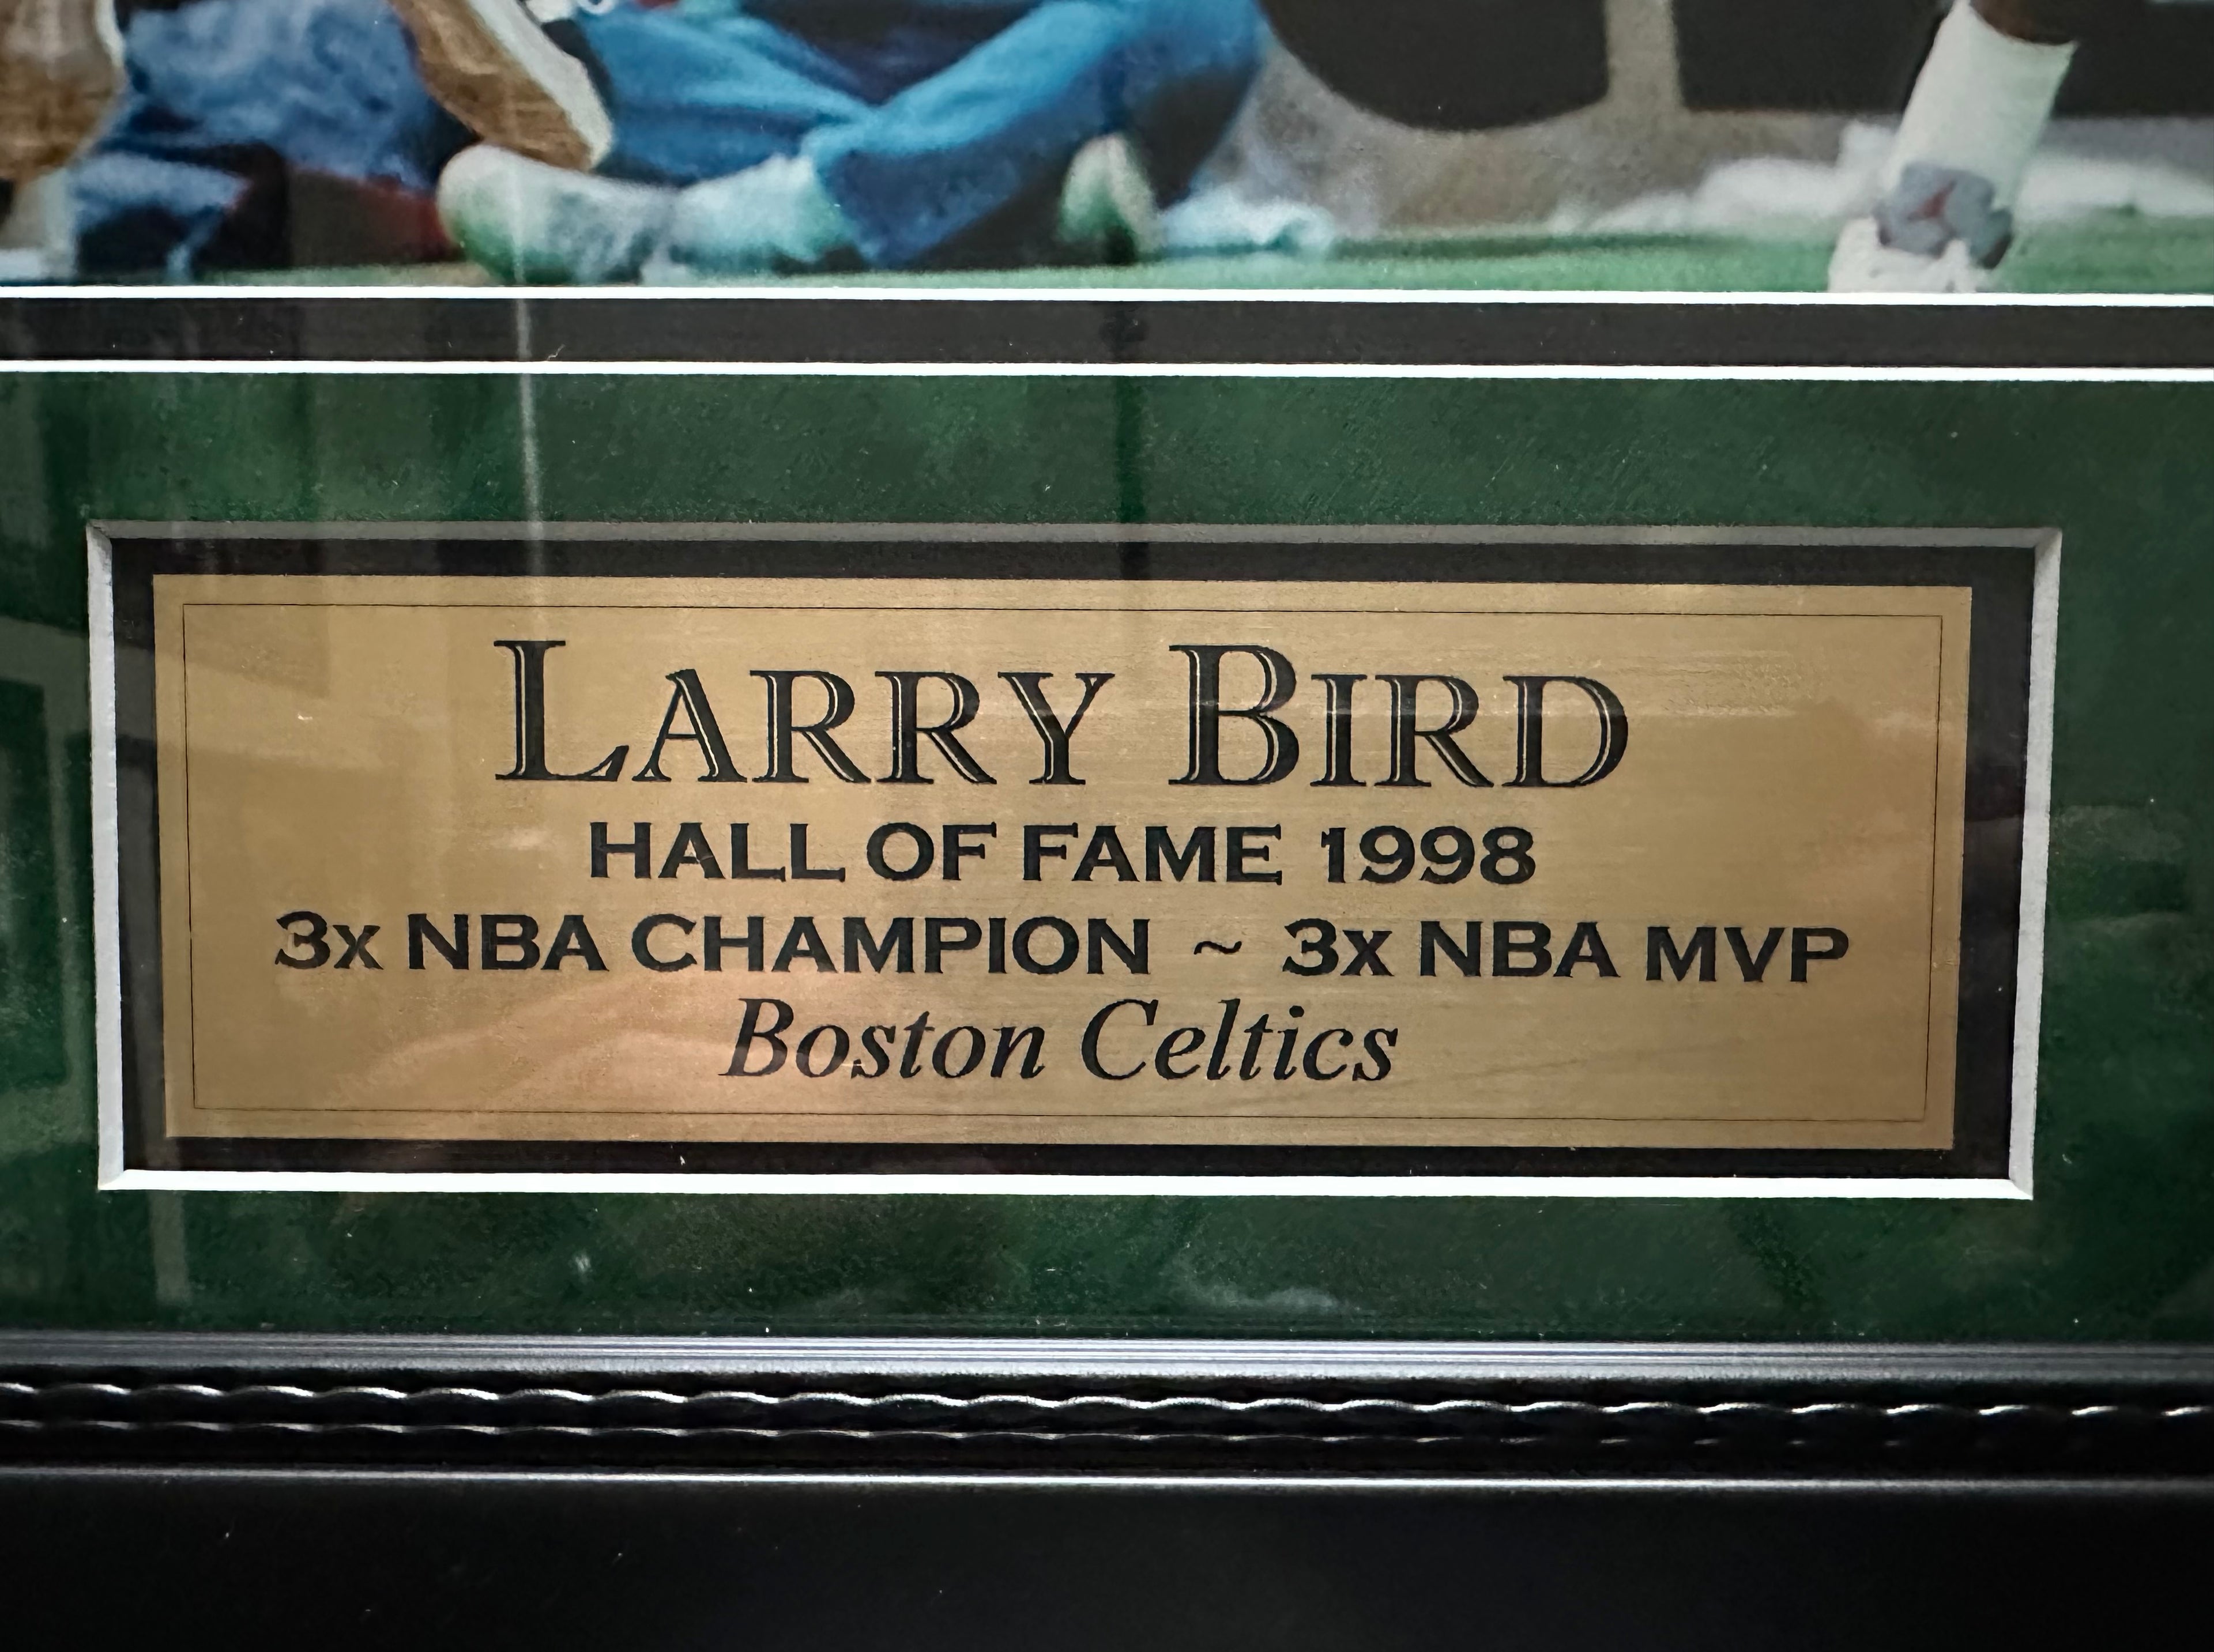 LARRY BIRD
HALL OF FAME 1998
3x NBA CHAMPION ~ 3x NBA MVP
Boston Celtics